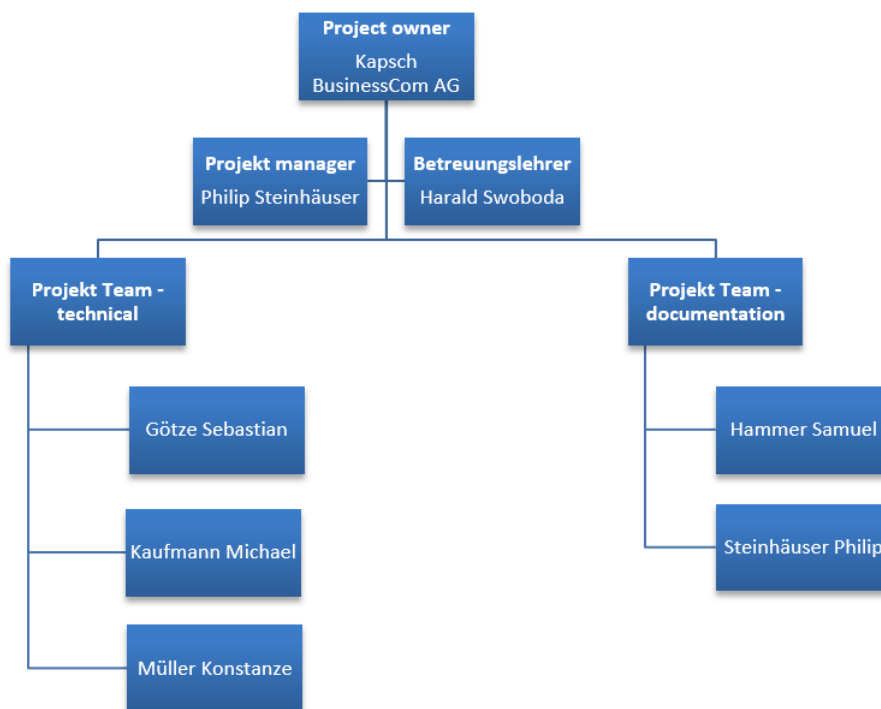 Project owner
Kapsch
BusinessCom AG
Projekt manager
Philip Steinhäuser
Betreuungslehrer
Harald Swoboda
Projekt Team -
technical
Projekt Team -
documentation
Götze Sebastian
Hammer Samuel
Kaufmann Michael
Steinhäuser Philip
Müller Konstanze